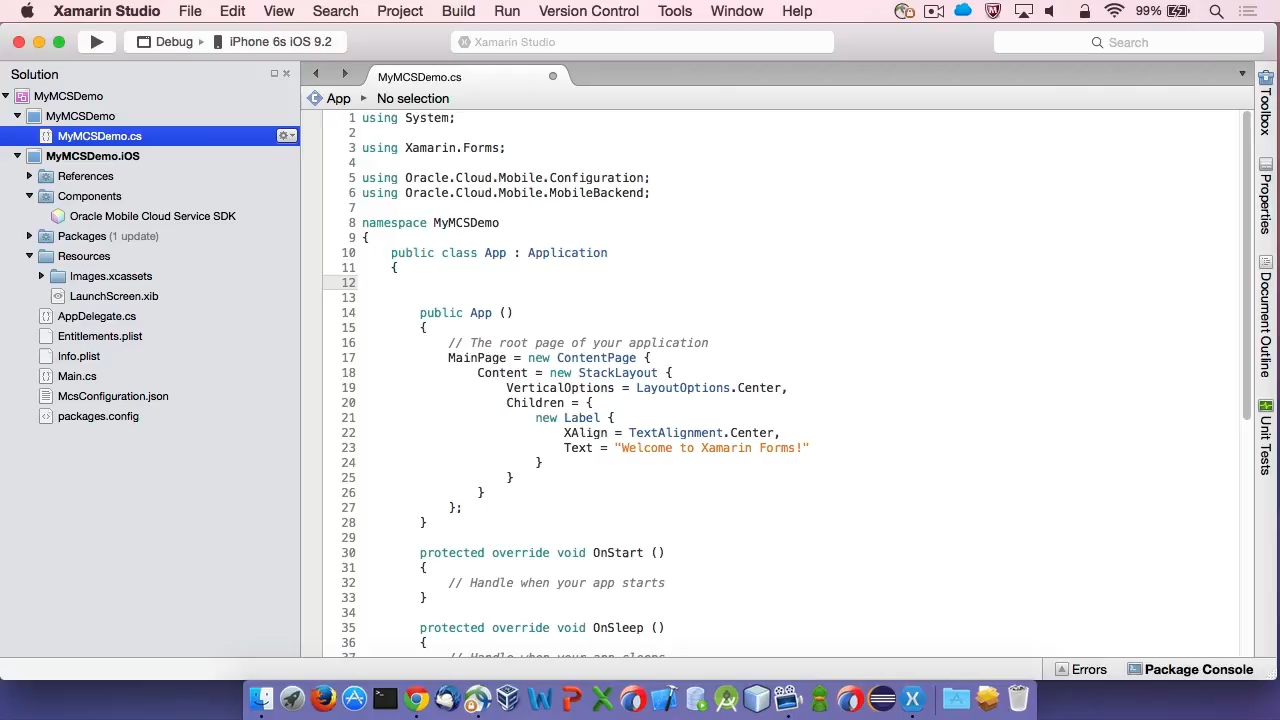 Xamarin Studio File Edit View Search Project Build Run Version Control Tools Window Help 99%
Debug iPhone 6s iOS 9.2 Xamarin Studio Search
Solution
MyMCSDemo
MyMCSDemo
MyMCSDemo.cs
MyMCSDemo.iOS
References
Components
Oracle Mobile Cloud Service SDK
Packages (1 update)
Resources
Images.xcassets
LaunchScreen.xib
AppDelegate.cs
Entitlements.plist
Info.plist
Main.cs
McsConfiguration.json
packages.config
MyMCSDemo.cs
App No selection
1 using System;
2
3 using Xamarin.Forms;
4
5 using Oracle.Cloud.Mobile.Configuration;
6 using Oracle.Cloud.Mobile.MobileBackend;
7
8 namespace MyMCSDemo
9 {
10 public class App : Application
11 {
12
13
14 public App ()
15 {
16 // The root page of your application
17 MainPage = new ContentPage {
18 Content = new StackLayout {
19 VerticalOptions = LayoutOptions.Center,
20 Children = {
21 new Label {
22 XAlign = TextAlignment.Center,
23 Text = "Welcome to Xamarin Forms!"
24 }
25 }
26 }
27 };
28 }
29
30 protected override void OnStart ()
31 {
32 // Handle when your app starts
33 }
34
35 protected override void OnSleep ()
36 {
37 // Handle when your app sleeps
Toolbox
Properties
Document Outline
Unit Tests
Errors Package Console